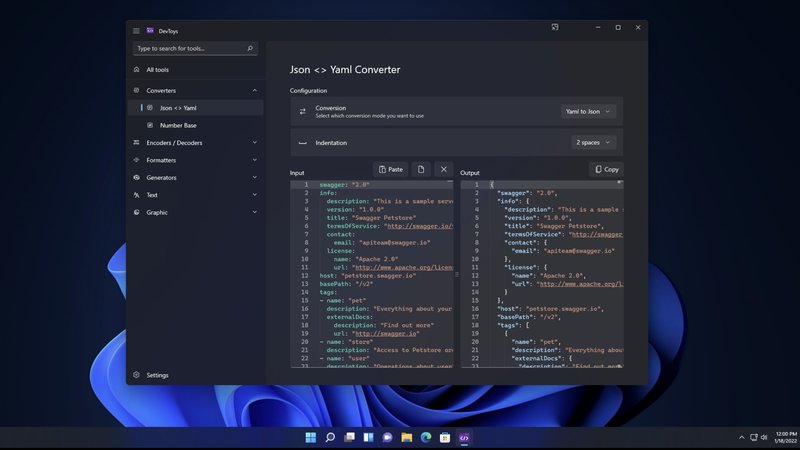 DevToys
Type to search for tools...
All tools
Converters
Json <> Yaml
Number Base
Encoders / Decoders
Formatters
Generators
Text
Graphic
Settings
Json <> Yaml Converter
Configuration
Conversion
Select which conversion mode you want to use
Yaml to Json
Indentation
2 spaces
Input
Paste
1 swagger: "2.0"
2 info:
3 description: "This is a sample serve
4 version: "1.0.0"
5 title: "Swagger Petstore"
6 termsOfService: "http://swagger.io/
7 contact:
8 email: "apiteam@swagger.io"
9 license:
10 name: "Apache 2.0"
11 url: "http://www.apache.org/licen
12 host: "petstore.swagger.io"
13 basePath: "/v2"
14 tags:
15 - name: "pet"
16 description: "Everything about your
17 externalDocs:
18 description: "Find out more"
19 url: "http://swagger.io"
20 - name: "store"
21 description: "Access to Petstore or
22 - name: "user"
23 description: "Operations about user
Output
Copy
1 {
2 "swagger": "2.0",
3 "info": {
4 "description": "This is a sample s
5 "version": "1.0.0",
6 "title": "Swagger Petstore",
7 "termsOfService": "http://swagger
8 "contact": {
9 "email": "apiteam@swagger.io"
10 },
11 "license": {
12 "name": "Apache 2.0",
13 "url": "http://www.apache.org/li
14 }
15 },
16 "host": "petstore.swagger.io",
17 "basePath": "/v2",
18 "tags": [
19 {
20 "name": "pet",
21 "description": "Everything abou
22 "externalDocs": {
23 "description": "Find out more
12:00 PM
1/18/2022